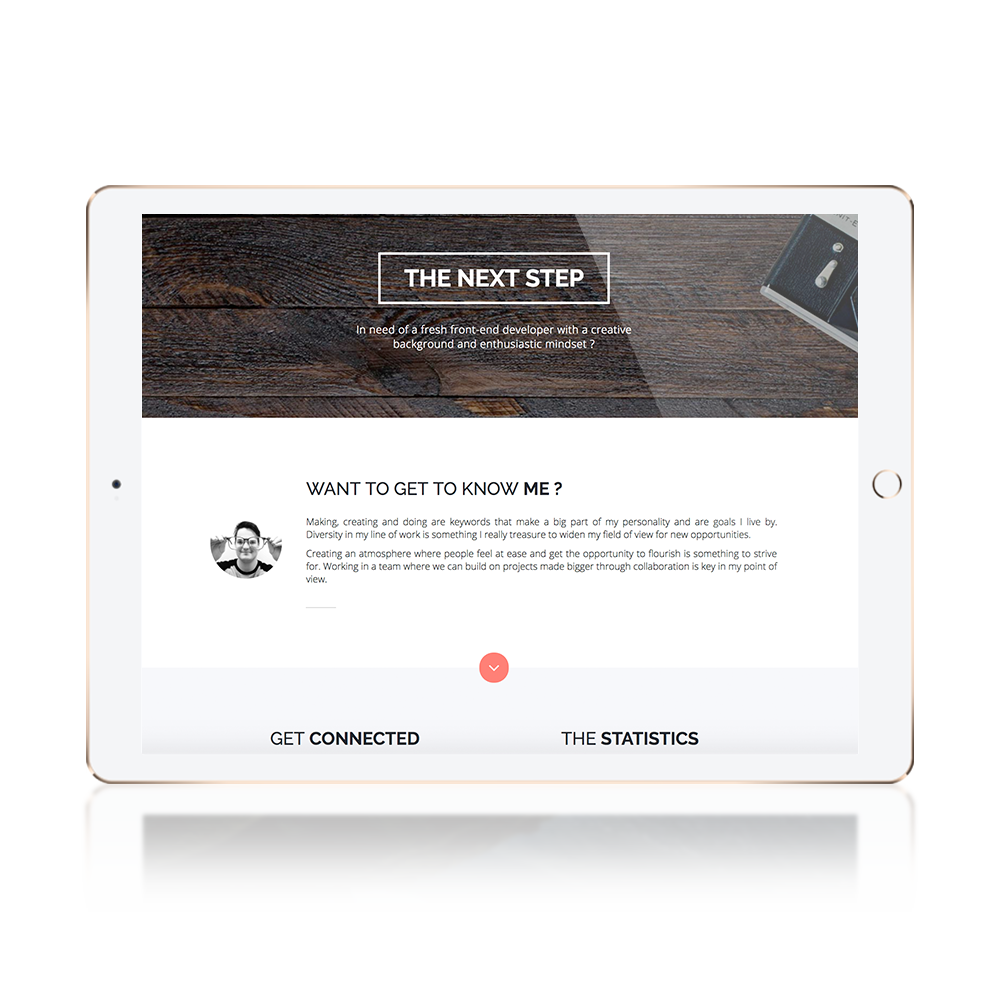 THE NEXT STEP
In need of a fresh front-end developer with a creative
background and enthusiastic mindset ?
WANT TO GET TO KNOW ME ?
Making, creating and doing are keywords that make a big part of my personality and are goals I live by.
Diversity in my line of work is something I really treasure to widen my field of view for new opportunities.
Creating an atmosphere where people feel at ease and get the opportunity to flourish is something to strive
for. Working in a team where we can build on projects made bigger through collaboration is key in my point of
view.
GET CONNECTED
THE STATISTICS